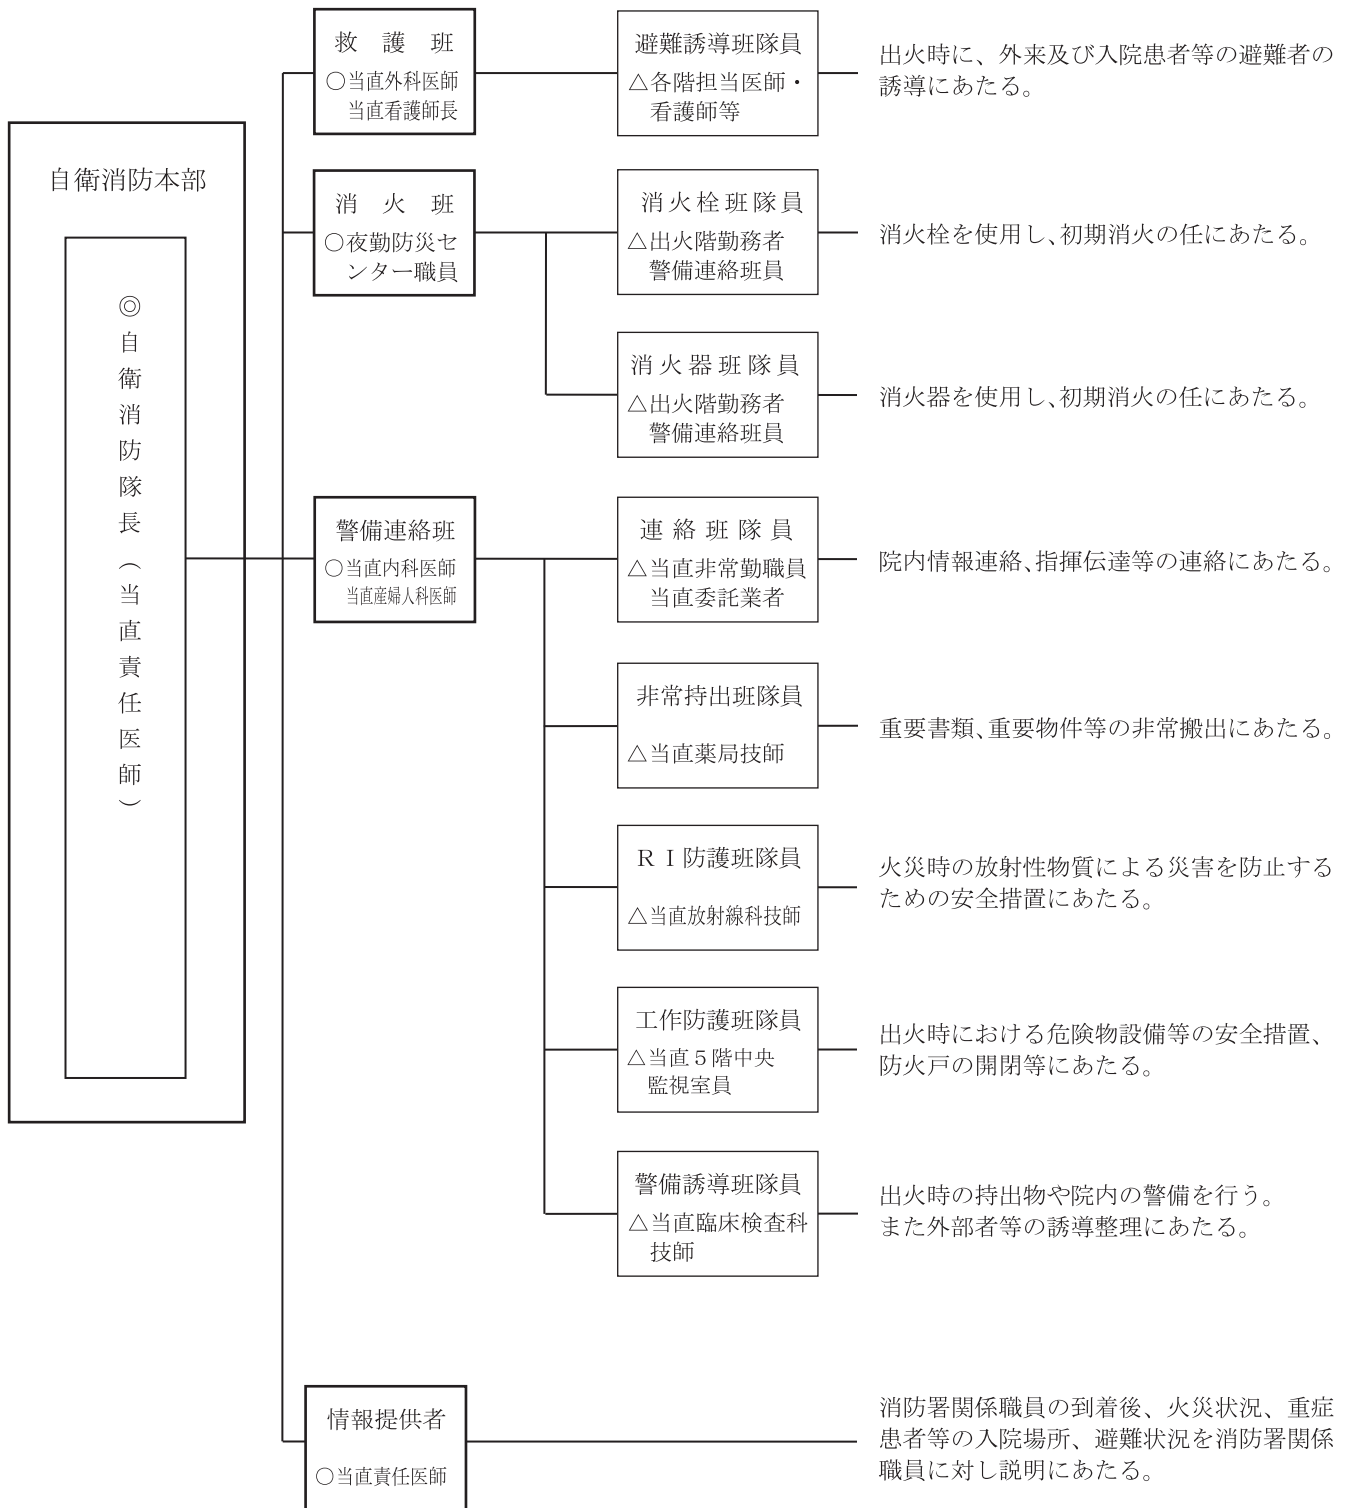 自衛消防本部
◎自衛消防隊長(当直責任医師)
救護班
○当直外科医師
当直看護師長
避難誘導班隊員
△各階担当医師・
看護師等
出火時に、外来及び入院患者等の避難者の
誘導にあたる。
消火班
○夜勤防災セ
ンター職員
消火栓班隊員
△出火階勤務者
警備連絡班員
消火栓を使用し、初期消火の任にあたる。
消火器班隊員
△出火階勤務者
警備連絡班員
消火器を使用し、初期消火の任にあたる。
警備連絡班
○当直内科医師
当直産婦人科医師
連絡班隊員
△当直非常勤職員
当直委託業者
院内情報連絡、指揮伝達等の連絡にあたる。
非常持出班隊員
△当直薬局技師
重要書類、重要物件等の非常搬出にあたる。
RI防護班隊員
△当直放射線科技師
火災時の放射性物質による災害を防止する
ための安全措置にあたる。
工作防護班隊員
△当直5階中央
監視室員
出火時における危険物設備等の安全措置、
防火戸の開閉等にあたる。
警備誘導班隊員
△当直臨床検査科
技師
出火時の持出物や院内の警備を行う。
また外部者等の誘導整理にあたる。
情報提供者
○当直責任医師
消防署関係職員の到着後、火災状況、重症
患者等の入院場所、避難状況を消防署関係
職員に対し説明にあたる。